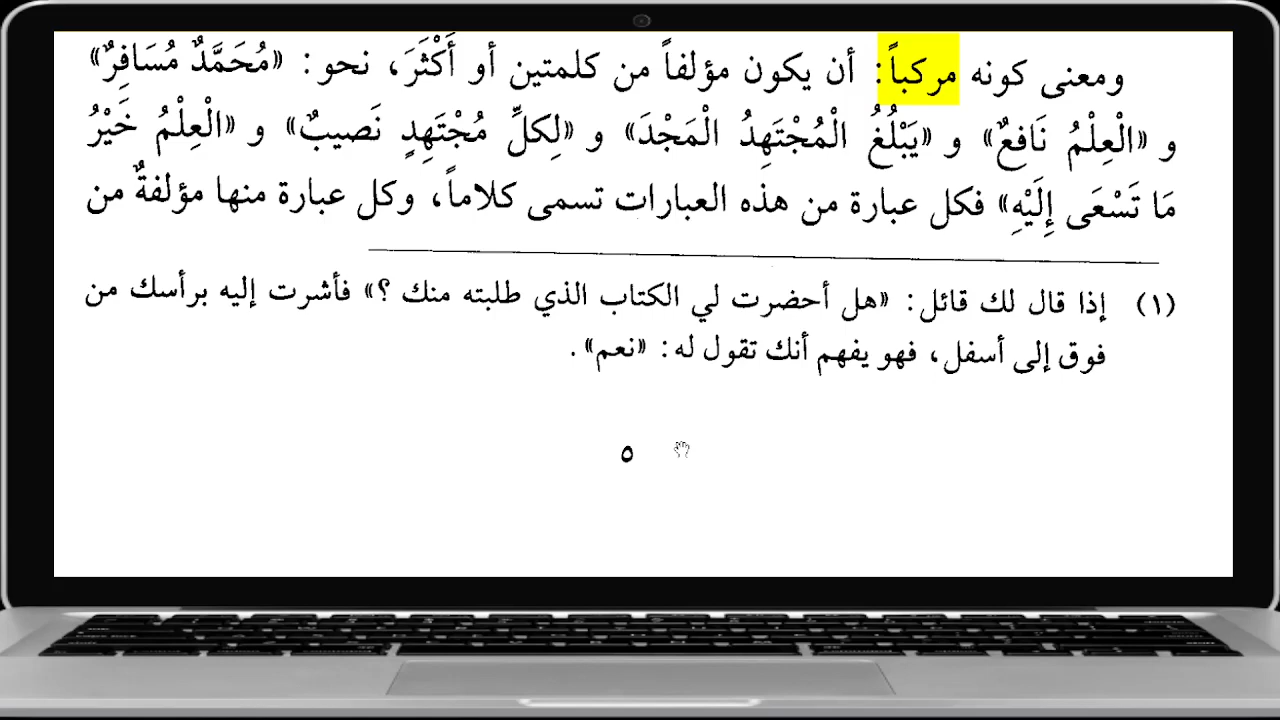 ومعنى كونه مركباً: أن يكون مؤلفاً من كلمتين أو أَكْثَرَ، نحو: «مُحَمَّدٌ مُسَافِرٌ»
و «الْعِلْمُ نَافِعٌ» و «يَبْلُغُ الْمُجْتَهِدُ الْمَجْدَ» و «لِكلِّ مُجْتَهِدٍ نَصيبٌ» و «الْعِلْمُ خَيْرُ
مَا تَسْعَى إِلَيْهِ» فكل عبارة من هذه العبارات تسمى كلاماً، وكل عبارة منها مؤلفةٌ من
(١) إذا قال لك قائل: «هل أحضرت لي الكتاب الذي طلبته منك ؟» فأشرت إليه برأسك من
فوق إلى أسفل، فهو يفهم أنك تقول له: «نعم».
٥